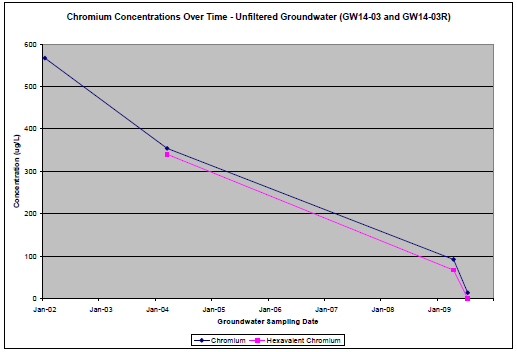 Chromium Concentrations Over Time - Unfiltered Groundwater (GW14-03 and GW14-03R)
600
500
400
300
200
100
0
Concentration (ug/L)
Jan-02 Jan-03 Jan-04 Jan-05 Jan-06 Jan-07 Jan-08 Jan-09
Groundwater Sampling Date
Chromium Hexavalent Chromium